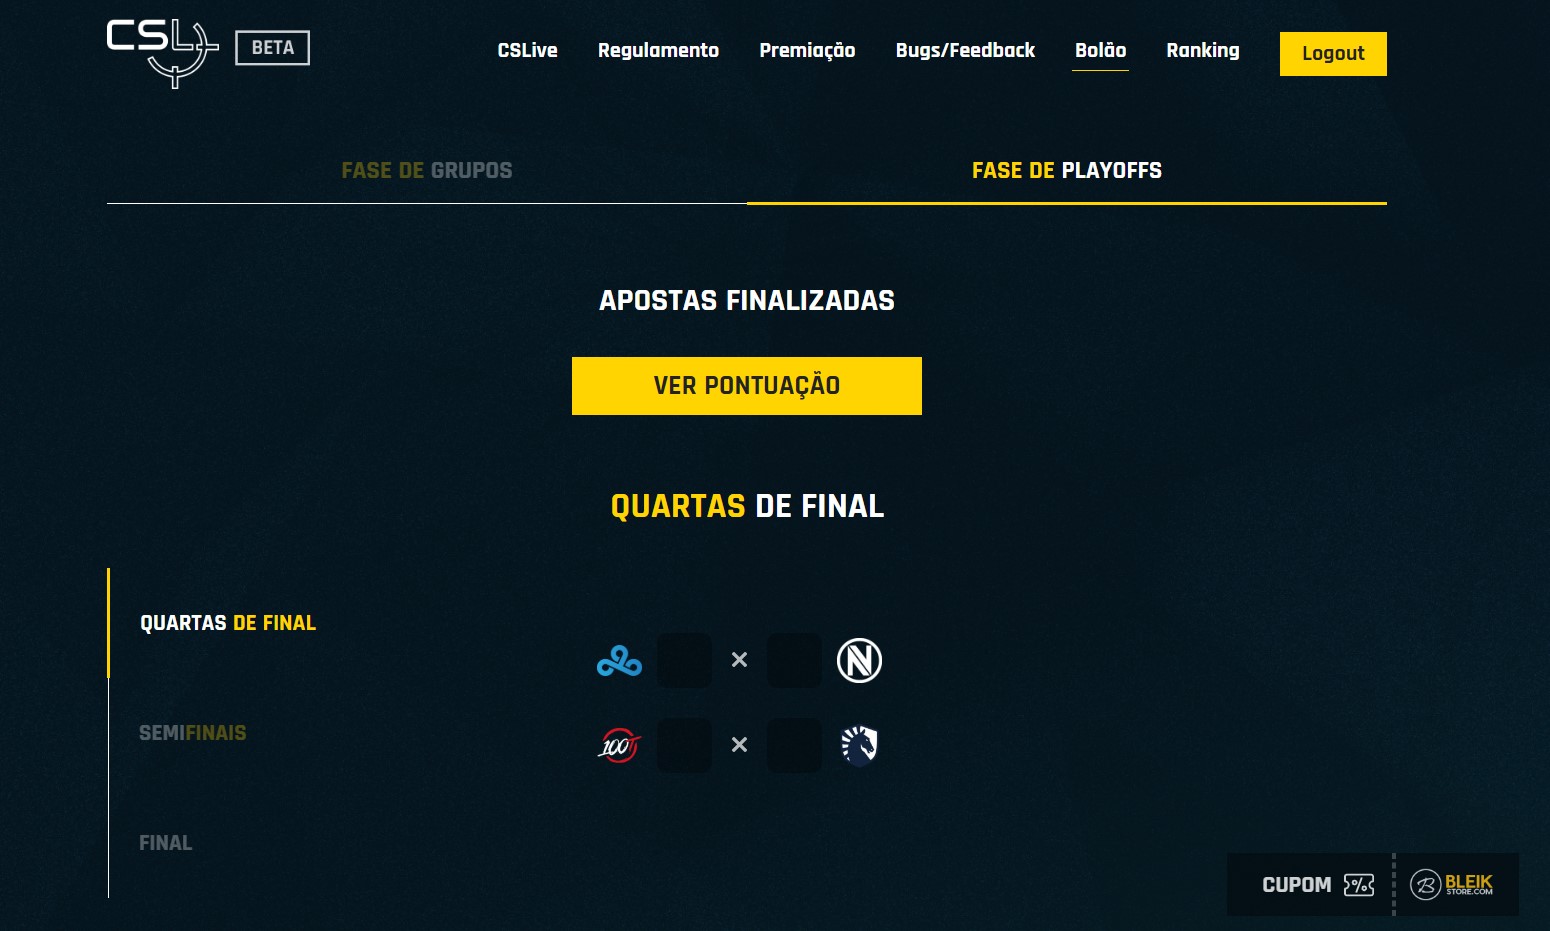 CSL BETA
CSLive Regulamento Premiação Bugs/Feedback Bolão Ranking Logout
FASE DE GRUPOS FASE DE PLAYOFFS
APOSTAS FINALIZADAS
VER PONTUAÇÃO
QUARTAS DE FINAL
QUARTAS DE FINAL
SEMIFINAIS
100T
FINAL
CUPOM % B BLEIK
STORE.COM